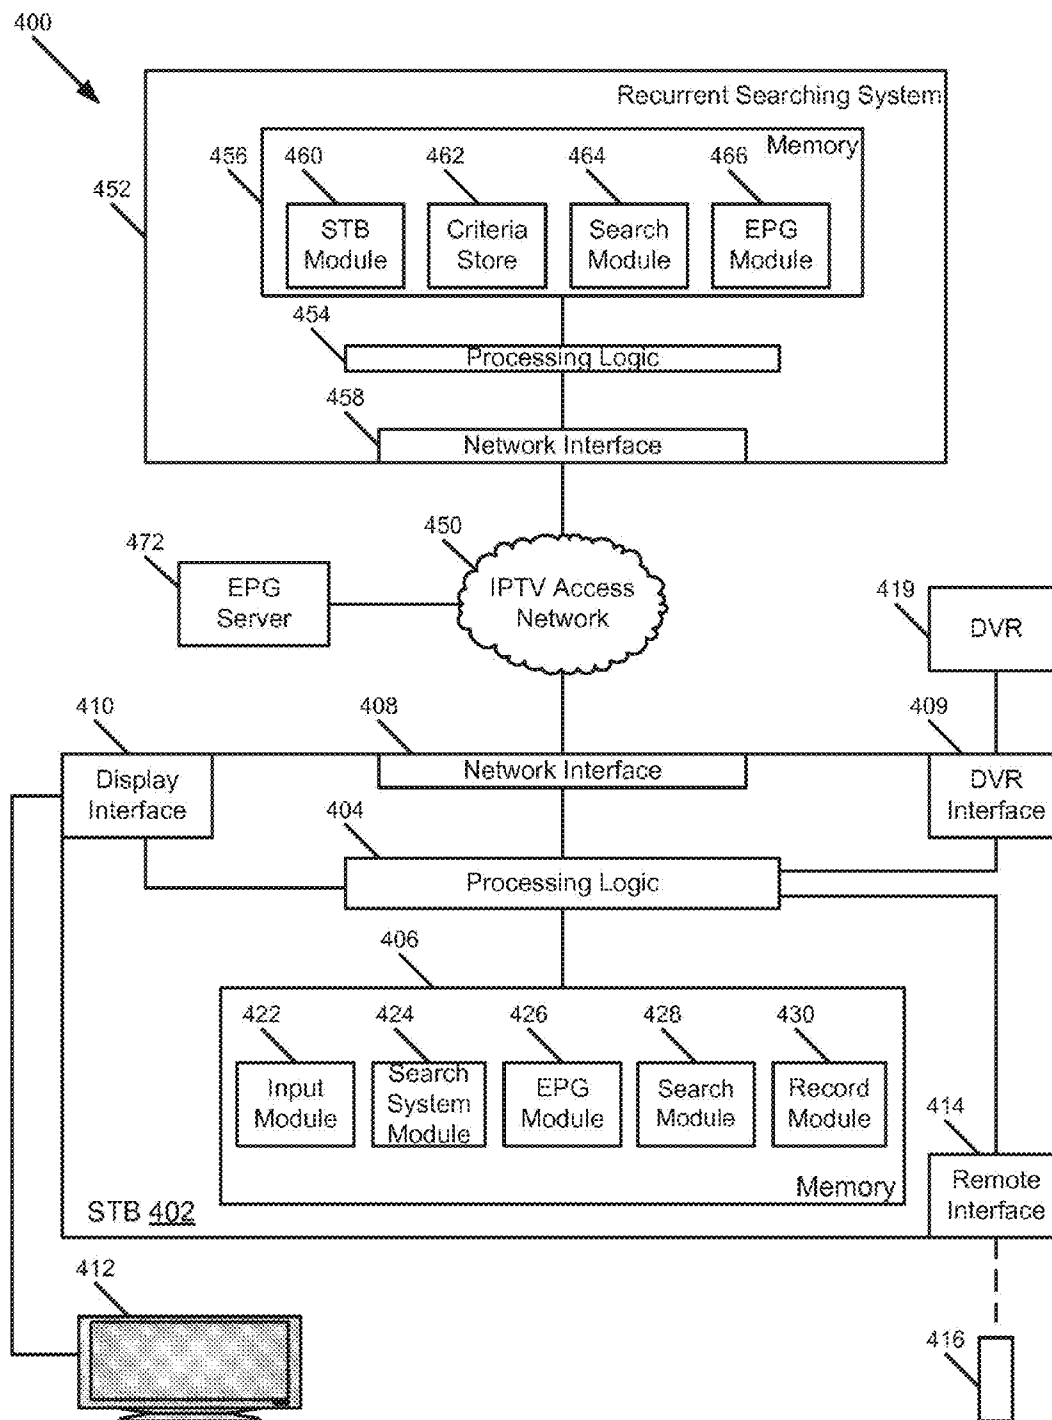 400
Recurrent Searching System
Memory
456
460
462
464
466
452
STB
Module
Criteria
Store
Search
Module
EPG
Module
454
Processing Logic
458
Network Interface
450
472
EPG
Server
IPTV Access
Network
419
DVR
410
408
409
Display
Interface
Network Interface
DVR
Interface
404
Processing Logic
406
422
424
426
428
430
Input
Module
Search
System
Module
EPG
Module
Search
Module
Record
Module
414
Memory
Remote
Interface
STB 402
412
416